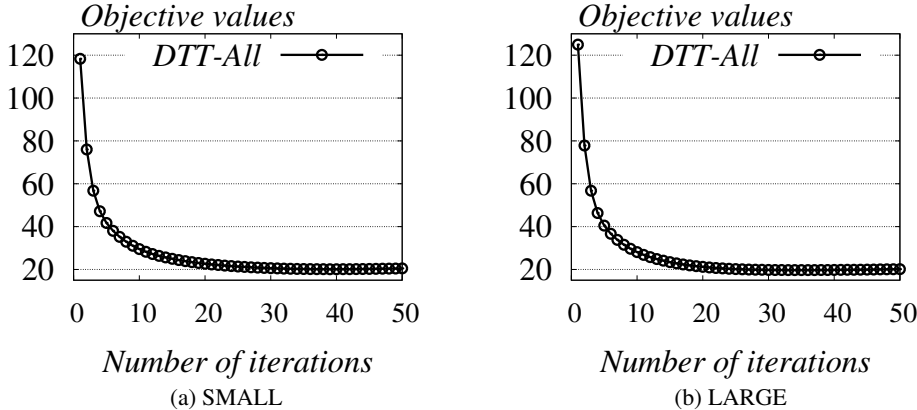 Objective values
DTT-All
120
100
80
60
40
20
0 10 20 30 40 50
Number of iterations
(a) SMALL
Objective values
DTT-All
120
100
80
60
40
20
0 10 20 30 40 50
Number of iterations
(b) LARGE